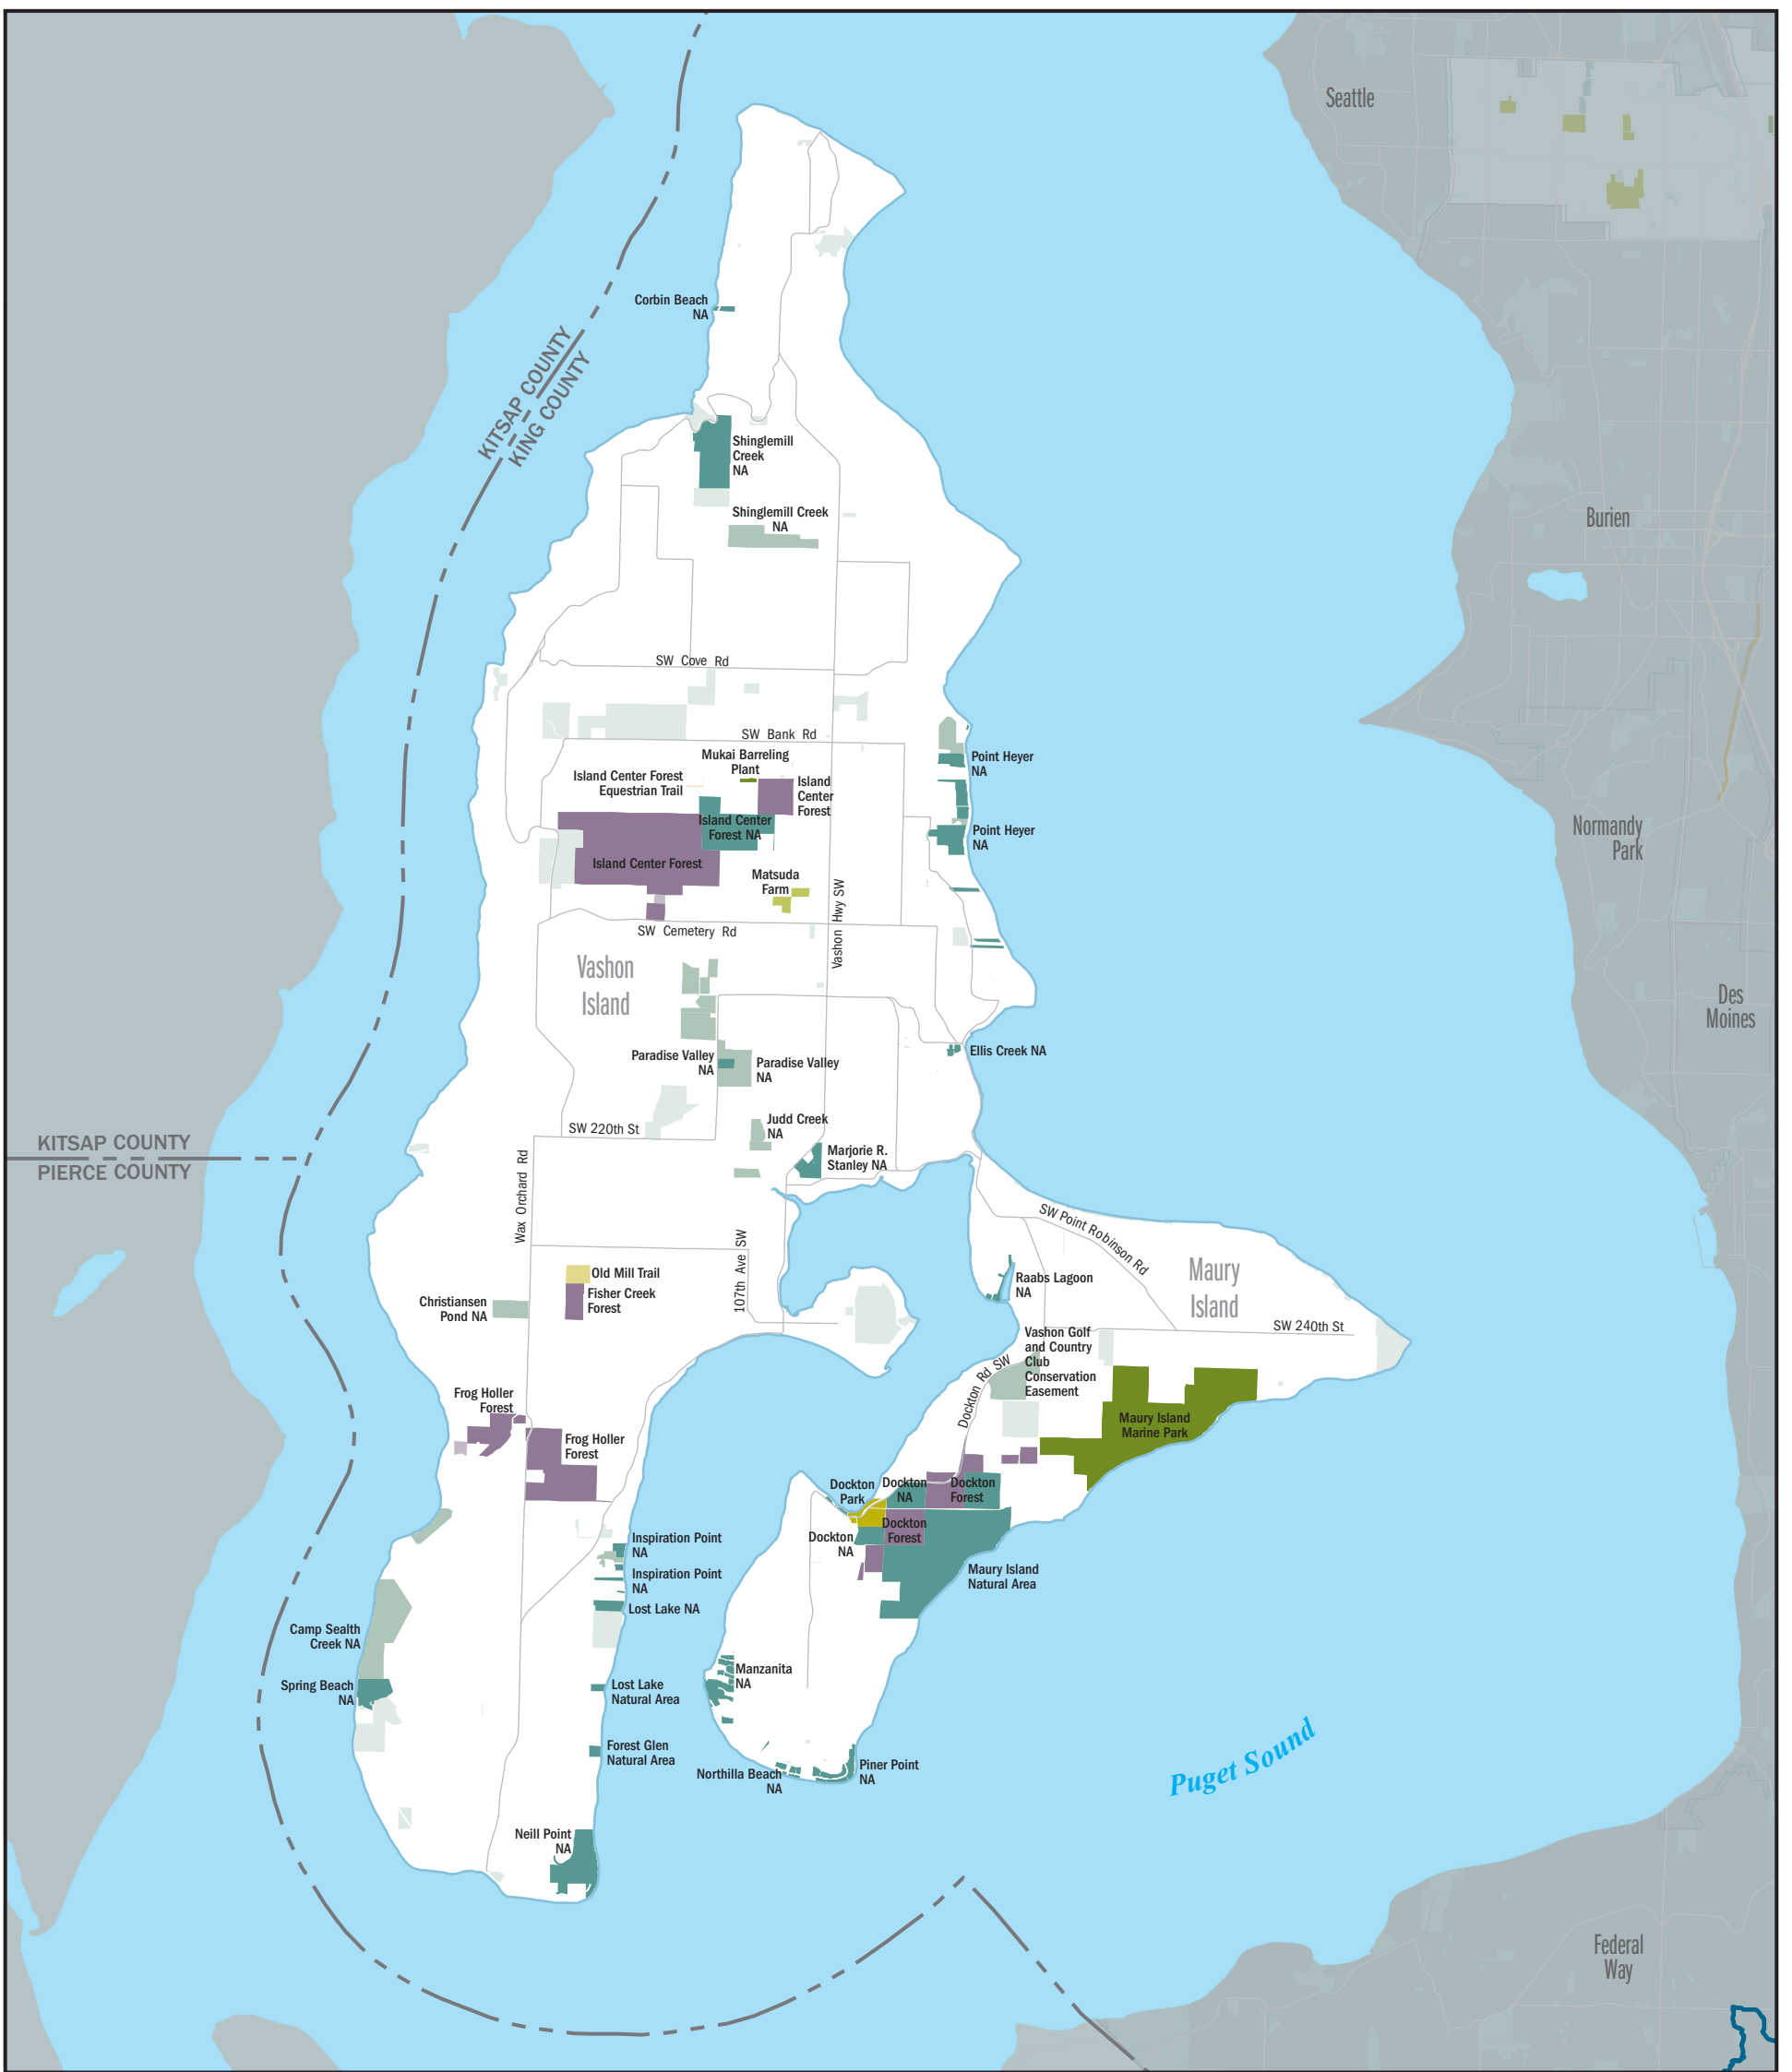 Seattle
Corbin Beach
NA
KITSAP COUNTY
KING COUNTY
Shinglemill
Creek
NA
Shinglemill Creek
NA
Burien
SW Cove Rd
SW Bank Rd
Mukai Barreling
Plant
Point Heyer
NA
Island Center Forest
Equestrian Trail
Island
Center
Forest
Island Center
Forest NA
Point Heyer
NA
Normandy
Park
Island Center Forest
Matsuda
Farm
Vashon Hwy SW
SW Cemetery Rd
Vashon
Island
Des
Moines
Paradise Valley
NA
Paradise Valley
NA
Ellis Creek NA
Judd Creek
NA
SW 220th St
KITSAP COUNTY
PIERCE COUNTY
Marjorie R.
Stanley NA
Wax Orchard Rd
107th Ave SW
SW Point Robinson Rd
Maury
Island
Old Mill Trail
Fisher Creek
Forest
Raabs Lagoon
NA
Christiansen
Pond NA
SW 240th St
Vashon Golf
and Country
Club
Conservation
Easement
Dockton Rd SW
Frog Holler
Forest
Frog Holler
Forest
Maury Island
Marine Park
Dockton
Park
Dockton
NA
Dockton
Forest
Dockton
Forest
Dockton
NA
Inspiration Point
NA
Inspiration Point
NA
Maury Island
Natural Area
Lost Lake NA
Camp Sealth
Creek NA
Spring Beach
NA
Manzanita
NA
Lost Lake
Natural Area
Forest Glen
Natural Area
Northilla Beach
NA
Piner Point
NA
Puget Sound
Neill Point
NA
Federal
Way